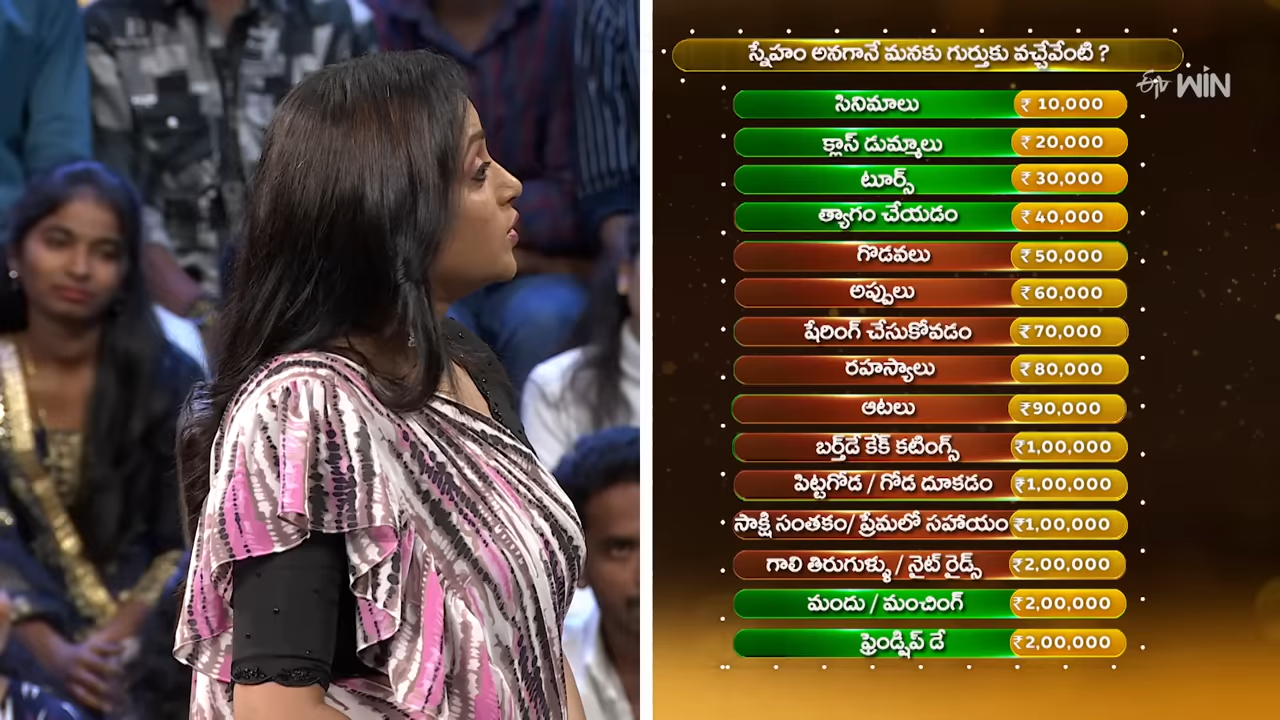 స్నేహం అనగానే మనకు గుర్తుకు వచ్చేవేంటి ?
ఈటీవీ WIN
సినిమాలు ₹ 10,000
క్లాస్ డుమ్మాలు ₹ 20,000
టూర్స్ ₹ 30,000
త్యాగం చేయడం ₹ 40,000
గొడవలు ₹ 50,000
అప్పులు ₹ 60,000
షేరింగ్ చేసుకోవడం ₹ 70,000
రహస్యాలు ₹ 80,000
ఆటలు ₹90,000
బర్త్‌డే కేక్ కటింగ్స్ ₹1,00,000
పిట్టగోడ / గోడ దూకడం ₹1,00,000
సాక్షి సంతకం/ ప్రేమలో సహాయం ₹1,00,000
గాలి తిరుగుళ్ళు / నైట్ రైడ్స్ ₹2,00,000
మందు / మంచింగ్ ₹2,00,000
ఫ్రెండ్షిప్ డే ₹2,00,000